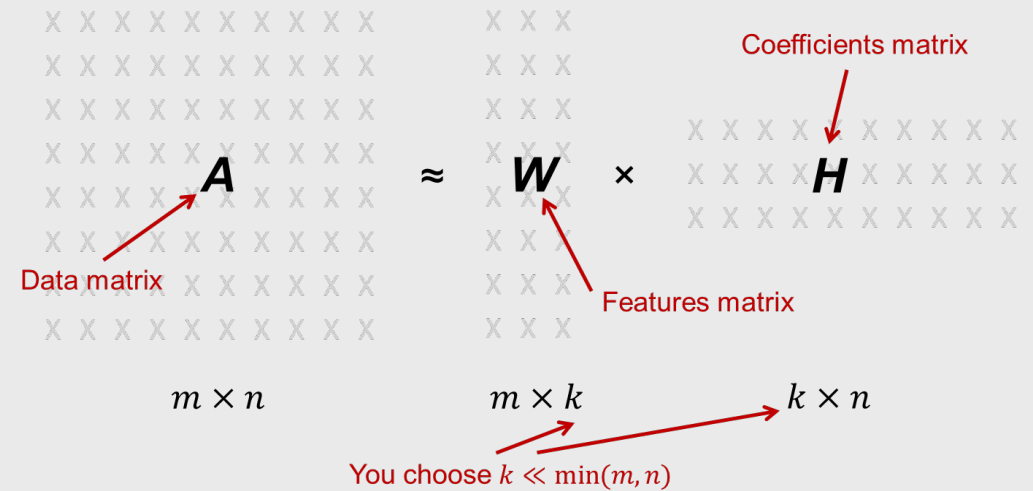 X X X X X X X X X X X X X
Coefficients matrix
X X X X X X X X X X X X X
X X X X X X X X X X X X X
X X X X X X X X X X
X X X X X X X X X X X X X
A ≈ W × H
X X X X X X X X X X
X X X X X X X X X X X X X
X X X X X X X X X X
X X X X X X X X X X X X X
Data matrix
X X X X X X X X X X X X X
Features matrix
X X X X X X X X X X X X X
m × n m × k k × n
You choose k ≪ min(m, n)